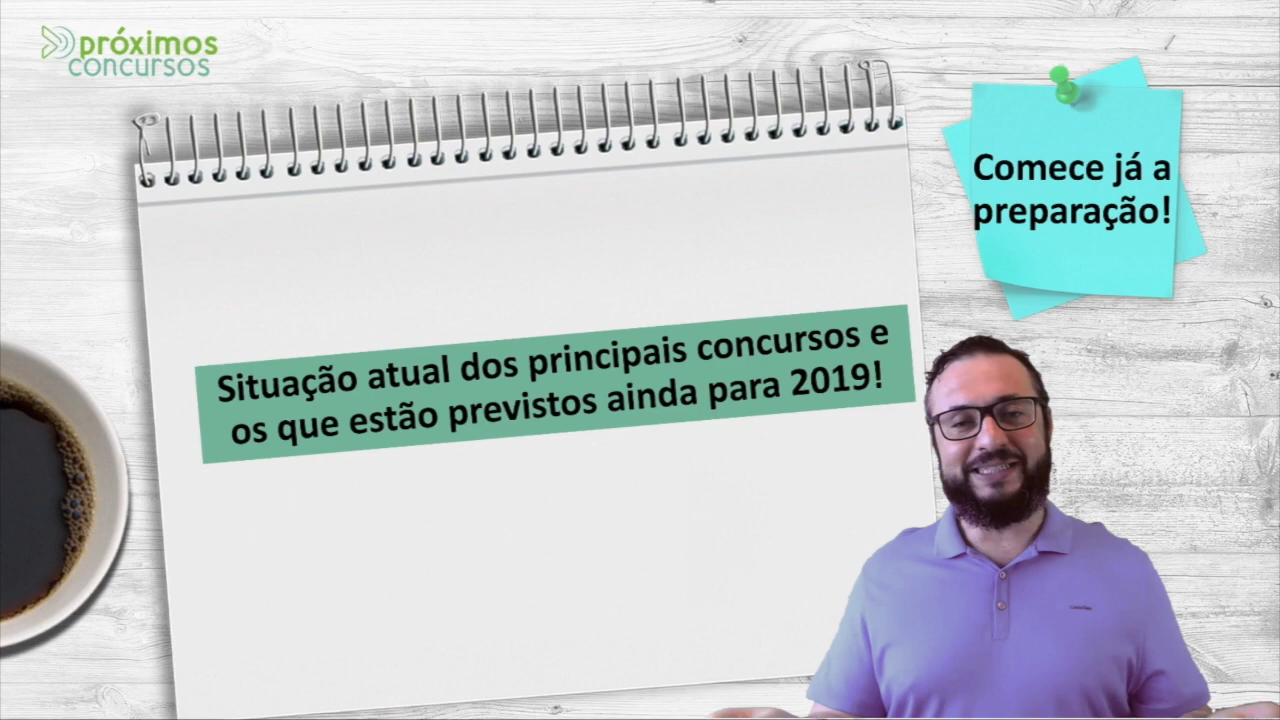 próximos
concursos
Comece já a
preparação!
Situação atual dos principais concursos e
os que estão previstos ainda para 2019!